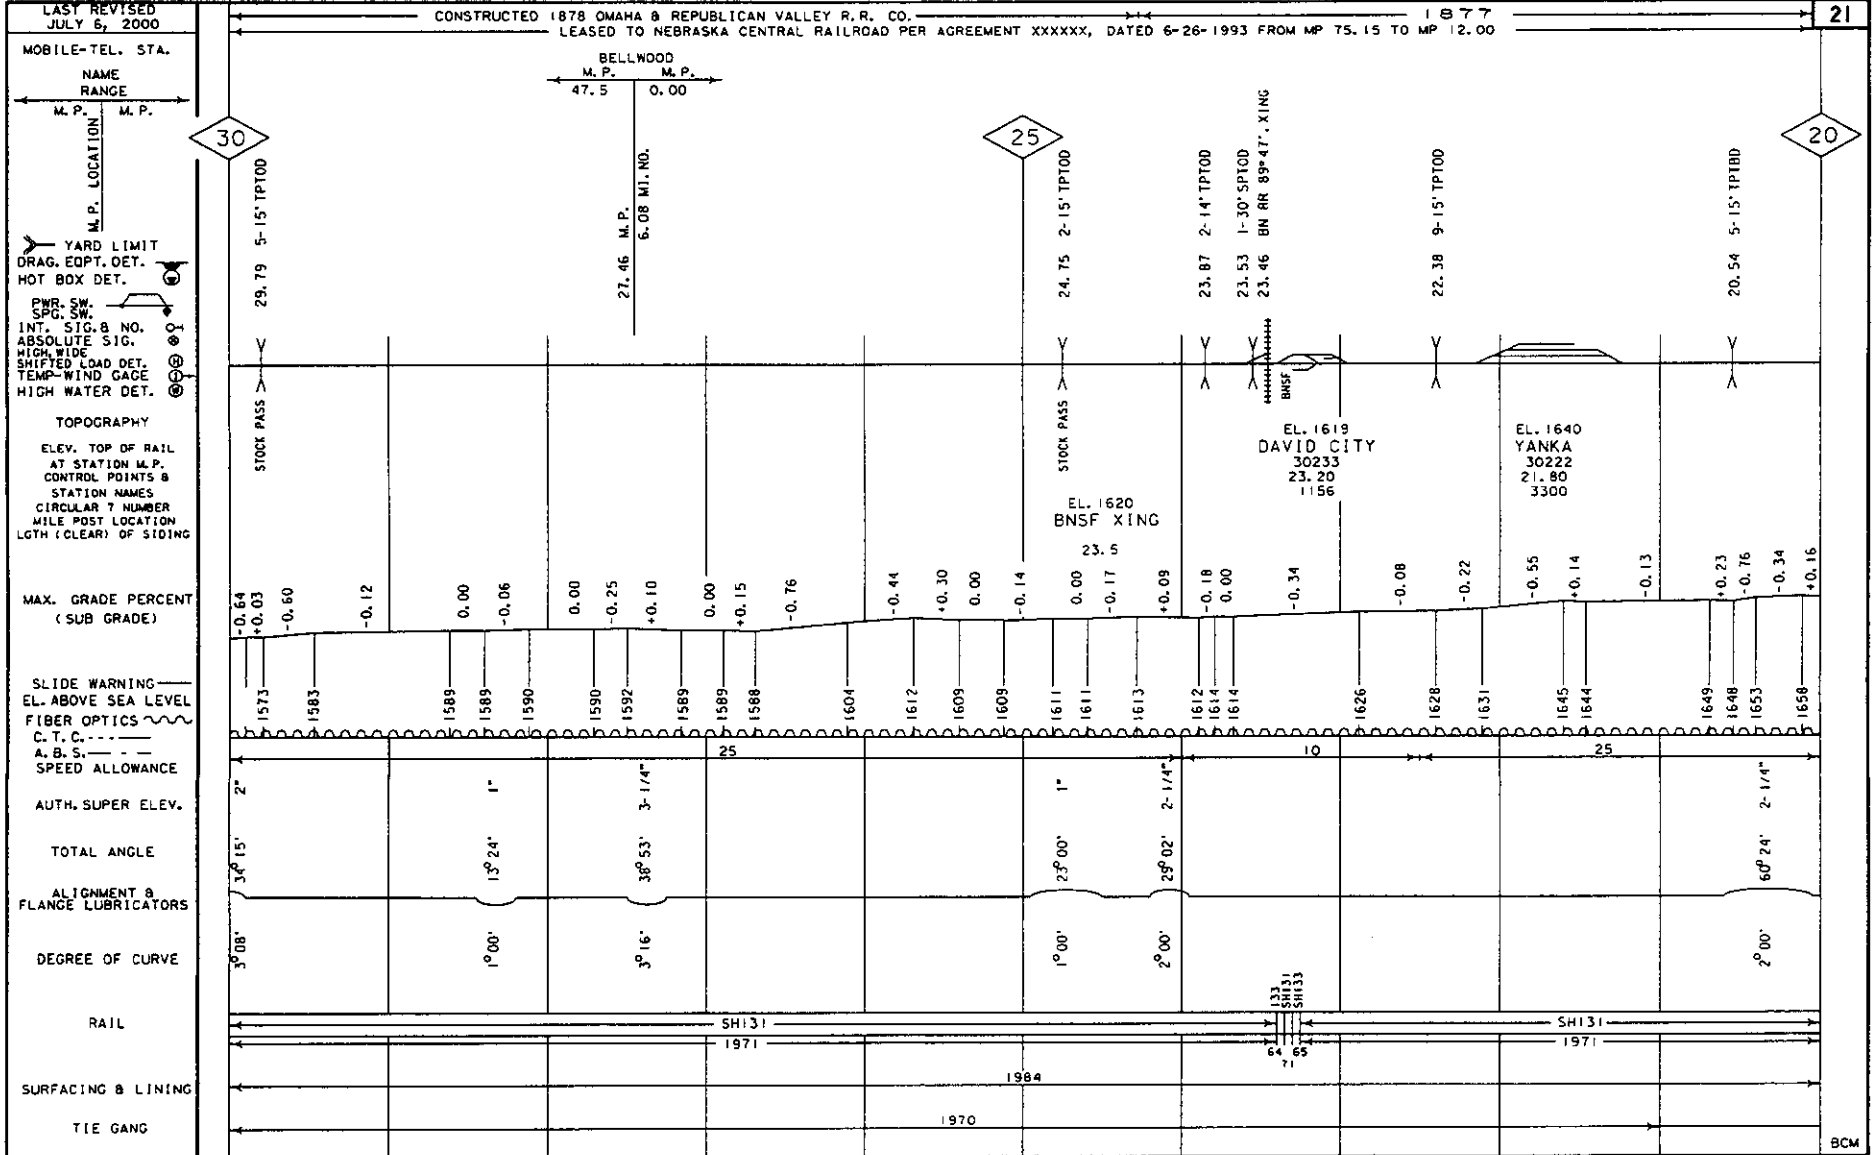 LAST REVISED
JULY 6, 2000
CONSTRUCTED 1878 OMAHA & REPUBLICAN VALLEY R.R. CO.
1877
21
LEASED TO NEBRASKA CENTRAL RAILROAD PER AGREEMENT XXXXXX, DATED 6-26-1993 FROM MP 75.15 TO MP 12.00
MOBILE-TEL. STA.
NAME
RANGE
M.P. M.P.
M.P. LOCATION
BELLWOOD
M.P. M.P.
47.5 0.00
30
25
20
29.79 5-15' TPTOD
27.46 M.P.
6.08 MI.NO.
24.75 2-15' TPTOD
23.87 2-14' TPTOD
23.53 1-30' SPTOD
23.46 BN RR 89°47'. XING
22.38 9-15' TPTOD
20.54 5-15' TPTBD
YARD LIMIT
DRAG. EQPT. DET.
HOT BOX DET.
PWR. SW.
SPG. SW.
INT. SIG. & NO.
ABSOLUTE SIG.
HIGH, WIDE
SHIFTED LOAD DET. H
TEMP-WIND GAGE
HIGH WATER DET. W
STOCK PASS
STOCK PASS
BNSF
TOPOGRAPHY
ELEV. TOP OF RAIL
AT STATION M.P.
CONTROL POINTS &
STATION NAMES
CIRCULAR 7 NUMBER
MILE POST LOCATION
LGTH (CLEAR) OF SIDING
EL. 1619
DAVID CITY
30233
23.20
1156
EL. 1640
YANKA
30222
21.80
3300
EL. 1620
BNSF XING
23.5
MAX. GRADE PERCENT
(SUB GRADE)
-0.64 +0.03 -0.60 -0.12 0.00 -0.06 0.00 -0.25 +0.10 0.00 +0.15 -0.76 -0.44 +0.30 0.00 -0.14 0.00 -0.17 +0.09 -0.18 0.00 -0.34 -0.08 -0.22 -0.55 +0.14 -0.13 +0.23 -0.76 -0.34 +0.16
SLIDE WARNING
EL. ABOVE SEA LEVEL
1573 1583 1589 1589 1590 1590 1592 1589 1589 1588 1604 1612 1609 1609 1611 1611 1613 1612 1614 1614 1626 1628 1631 1645 1644 1649 1648 1653 1658
FIBER OPTICS
C.T.C.
A.B.S.
SPEED ALLOWANCE
25 10 25
AUTH. SUPER ELEV.
2" 1" 3-1/4" 1" 2-1/4" 2-1/4"
TOTAL ANGLE
34°15' 13°24' 38°53' 23°00' 29°02' 60°24'
ALIGNMENT &
FLANGE LUBRICATORS
DEGREE OF CURVE
3°08' 1°00' 3°16' 1°00' 2°00' 2°00'
RAIL
SH131 133 SH131 SH133 SH131
1971 64 71 65 1971
SURFACING & LINING
1984
TIE GANG
1970
BCM